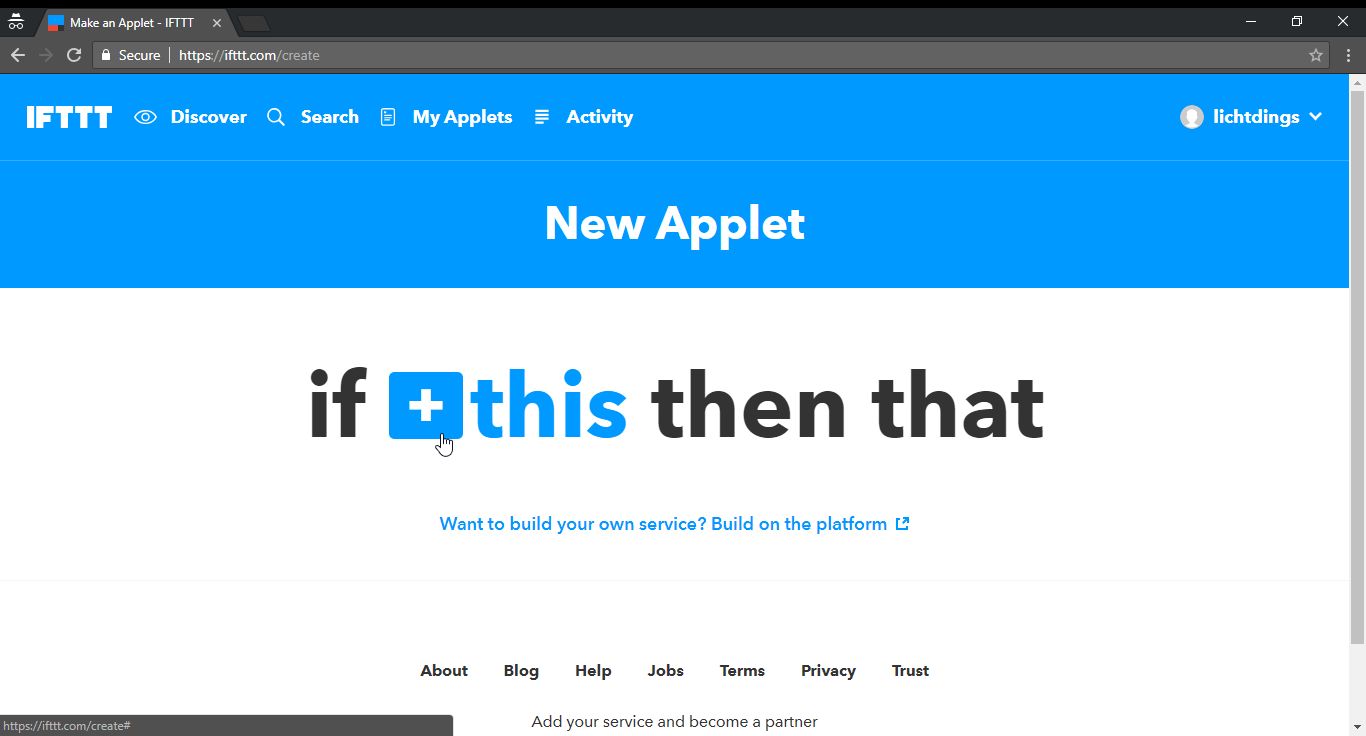 Make an Applet - IFTTT
Secure https://ifttt.com/create
IFTTT Discover Search My Applets Activity lichtdings
New Applet
if this then that
Want to build your own service? Build on the platform
About Blog Help Jobs Terms Privacy Trust
Add your service and become a partner
https://ifttt.com/create#